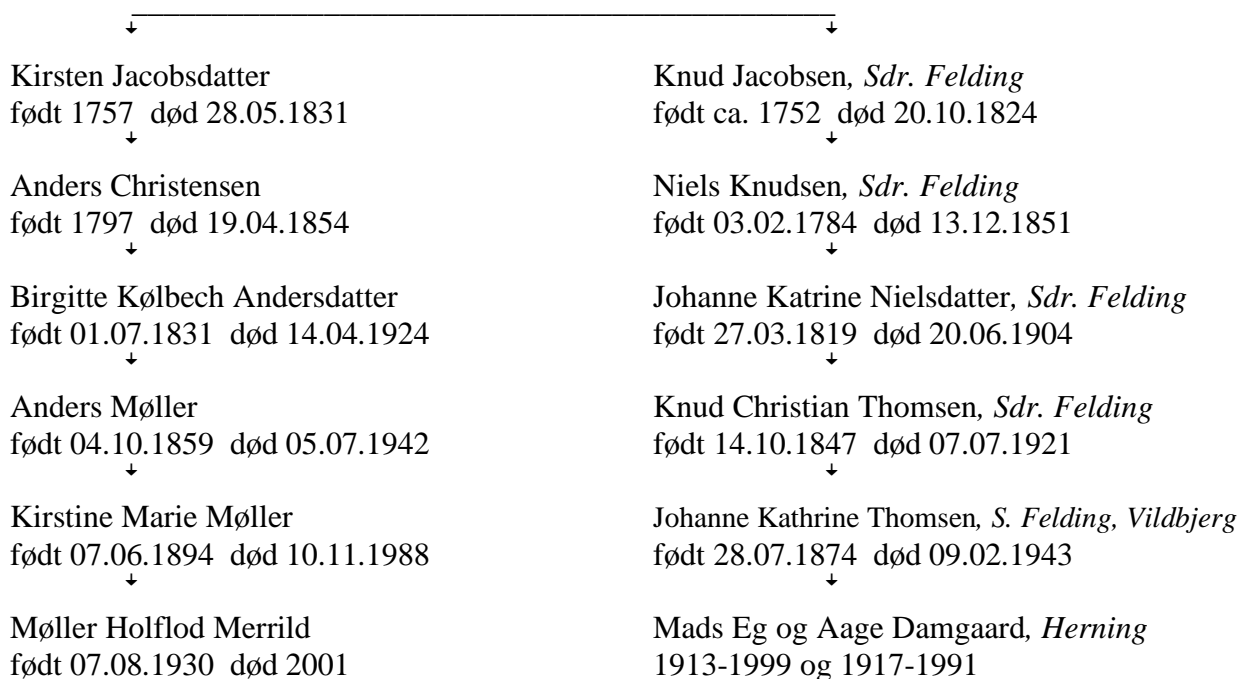 Kirsten Jacobsdatter
født 1757 død 28.05.1831
Anders Christensen
født 1797 død 19.04.1854
Birgitte Kølbech Andersdatter
født 01.07.1831 død 14.04.1924
Anders Møller
født 04.10.1859 død 05.07.1942
Kirstine Marie Møller
født 07.06.1894 død 10.11.1988
Møller Holflod Merrild
født 07.08.1930 død 2001
Knud Jacobsen, Sdr. Felding
født ca. 1752 død 20.10.1824
Niels Knudsen, Sdr. Felding
født 03.02.1784 død 13.12.1851
Johanne Katrine Nielsdatter, Sdr. Felding
født 27.03.1819 død 20.06.1904
Knud Christian Thomsen, Sdr. Felding
født 14.10.1847 død 07.07.1921
Johanne Kathrine Thomsen, S. Felding, Vildbjerg
født 28.07.1874 død 09.02.1943
Mads Eg og Aage Damgaard, Herning
1913-1999 og 1917-1991